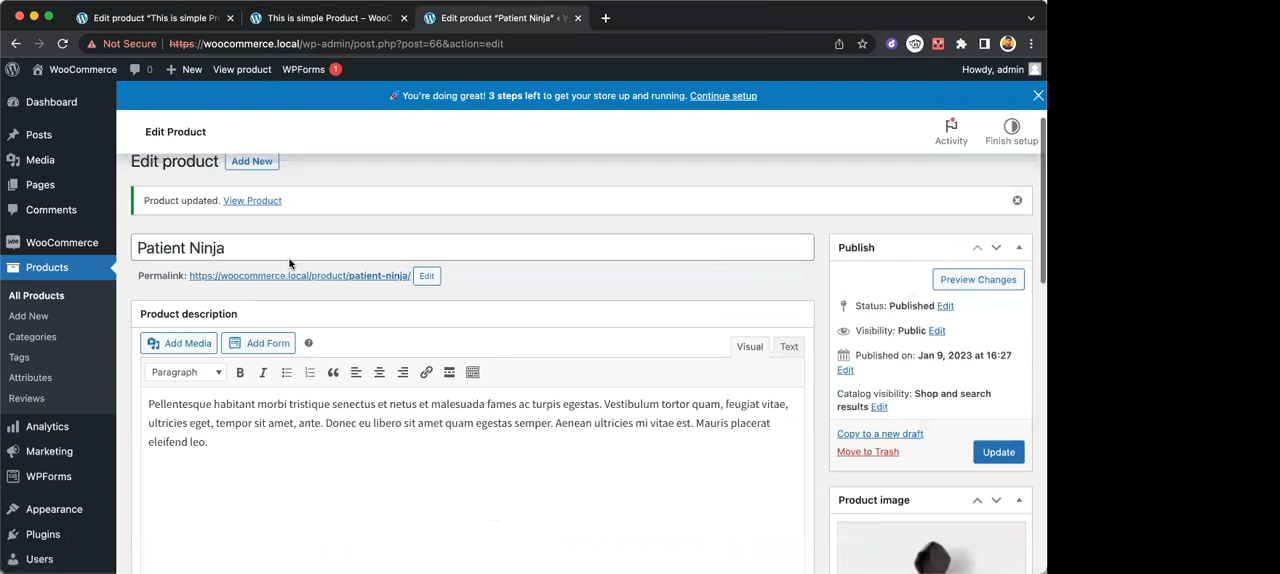 Edit product "This is simple Pr
This is simple Product – WooC
Edit product "Patient Ninja" ‹ W
Not Secure https://woocommerce.local/wp-admin/post.php?post=66&action=edit
WooCommerce 0 New View product WPForms 1 Howdy, admin
🚀 You're doing great! 3 steps left to get your store up and running. Continue setup
Edit Product
Activity
Finish setup
Dashboard
Posts
Media
Pages
Comments
WooCommerce
Products
All Products
Add New
Categories
Tags
Attributes
Reviews
Analytics
Marketing
WPForms
Appearance
Plugins
Users
Edit product Add New
Product updated. View Product
Patient Ninja
Permalink: https://woocommerce.local/product/patient-ninja/ Edit
Product description
Add Media Add Form Visual Text
Paragraph
Pellentesque habitant morbi tristique senectus et netus et malesuada fames ac turpis egestas. Vestibulum tortor quam, feugiat vitae,
ultricies eget, tempor sit amet, ante. Donec eu libero sit amet quam egestas semper. Aenean ultricies mi vitae est. Mauris placerat
eleifend leo.
Publish
Preview Changes
Status: Published Edit
Visibility: Public Edit
Published on: Jan 9, 2023 at 16:27
Edit
Catalog visibility: Shop and search
results Edit
Copy to a new draft
Move to Trash
Update
Product image